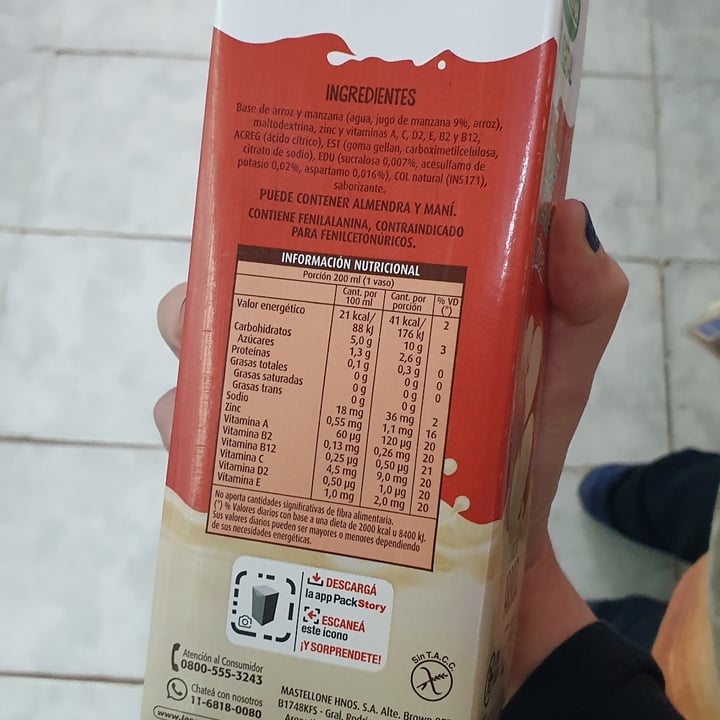 INGREDIENTES
Base de arroz y manzana (agua, jugo de manzana 9%, arroz),
maltodextrina, zinc y vitaminas A, C, D2, E, B2 y B12,
ACREG (ácido cítrico), EST (goma gellan, carboximetilcelulosa,
citrato de sodio), EDU (sucralosa 0,007%, acesulfamo de
potasio 0,02%, aspartamo 0,016%), COL natural (INS171),
saborizante.
PUEDE CONTENER ALMENDRA Y MANÍ.
CONTIENE FENILALANINA, CONTRAINDICADO
PARA FENILCETONÚRICOS.
INFORMACIÓN NUTRICIONAL
Porción 200 ml (1 vaso)
Cant. por 100 ml Cant. por porción % VD (*)
Valor energético 21 kcal/ 88 kJ 41 kcal/ 176 kJ 2
Carbohidratos 5,0 g 10 g 3
Azúcares 1,3 g 2,6 g
Proteínas 0,1 g 0,3 g 0
Grasas totales 0 g 0 g 0
Grasas saturadas 0 g 0 g 0
Grasas trans 0 g 0 g
Sodio 18 mg 36 mg 2
Zinc 0,55 mg 1,1 mg 16
Vitamina A 60 µg 120 µg 20
Vitamina B2 0,13 mg 0,26 mg 20
Vitamina B12 0,25 µg 0,50 µg 21
Vitamina C 4,5 mg 9,0 mg 20
Vitamina D2 0,50 µg 1,0 µg 20
Vitamina E 1,0 mg 2,0 mg 20
No aporta cantidades significativas de fibra alimentaria.
(*) % Valores diarios con base a una dieta de 2000 kcal u 8400 kJ.
Sus valores diarios pueden ser mayores o menores dependiendo
de sus necesidades energéticas.
DESCARGÁ
la app PackStory
ESCANEÁ
este ícono
¡Y SORPRENDETE!
Atención al Consumidor
0800-555-3243
Chateá con nosotros
11-6818-0080
Sin T.A.C.C.
MASTELLONE HNOS. S.A. Alte. Brown
B1748KFS - Gral.